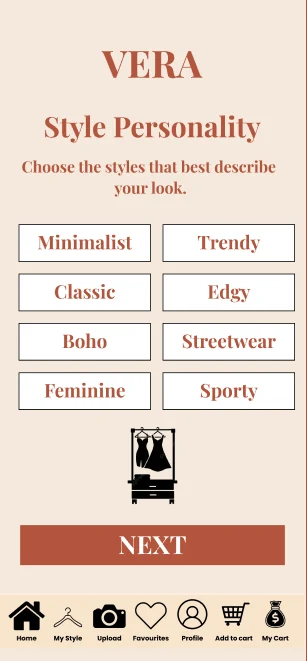 VERA
Style Personality
Choose the styles that best describe
your look.
Minimalist Trendy
Classic Edgy
Boho Streetwear
Feminine Sporty
NEXT
Home My Style Upload Favourites Profile Add to cart My Cart